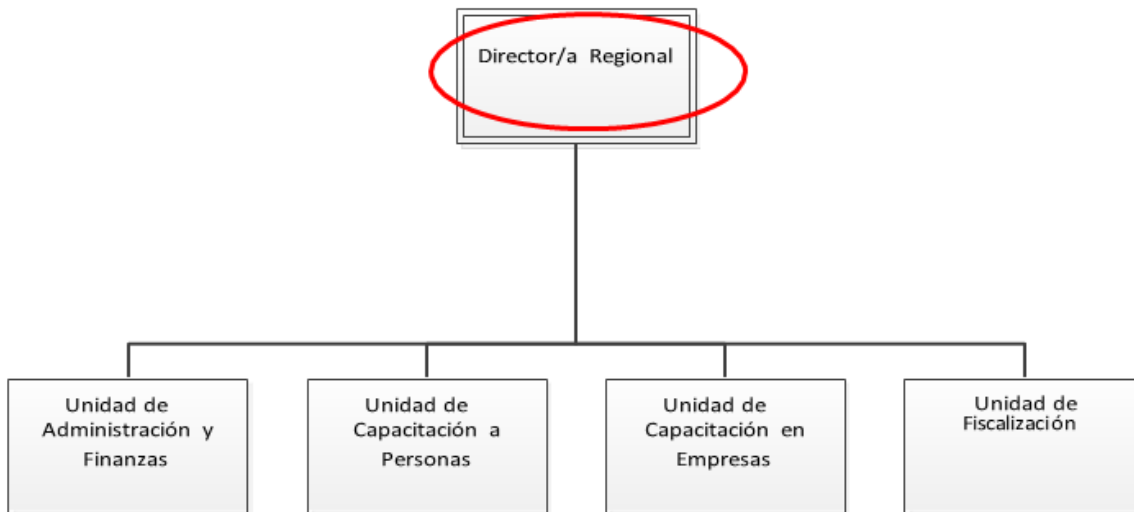 Director/a Regional
Unidad de
Administración y
Finanzas
Unidad de
Capacitación a
Personas
Unidad de
Capacitación en
Empresas
Unidad de
Fiscalización